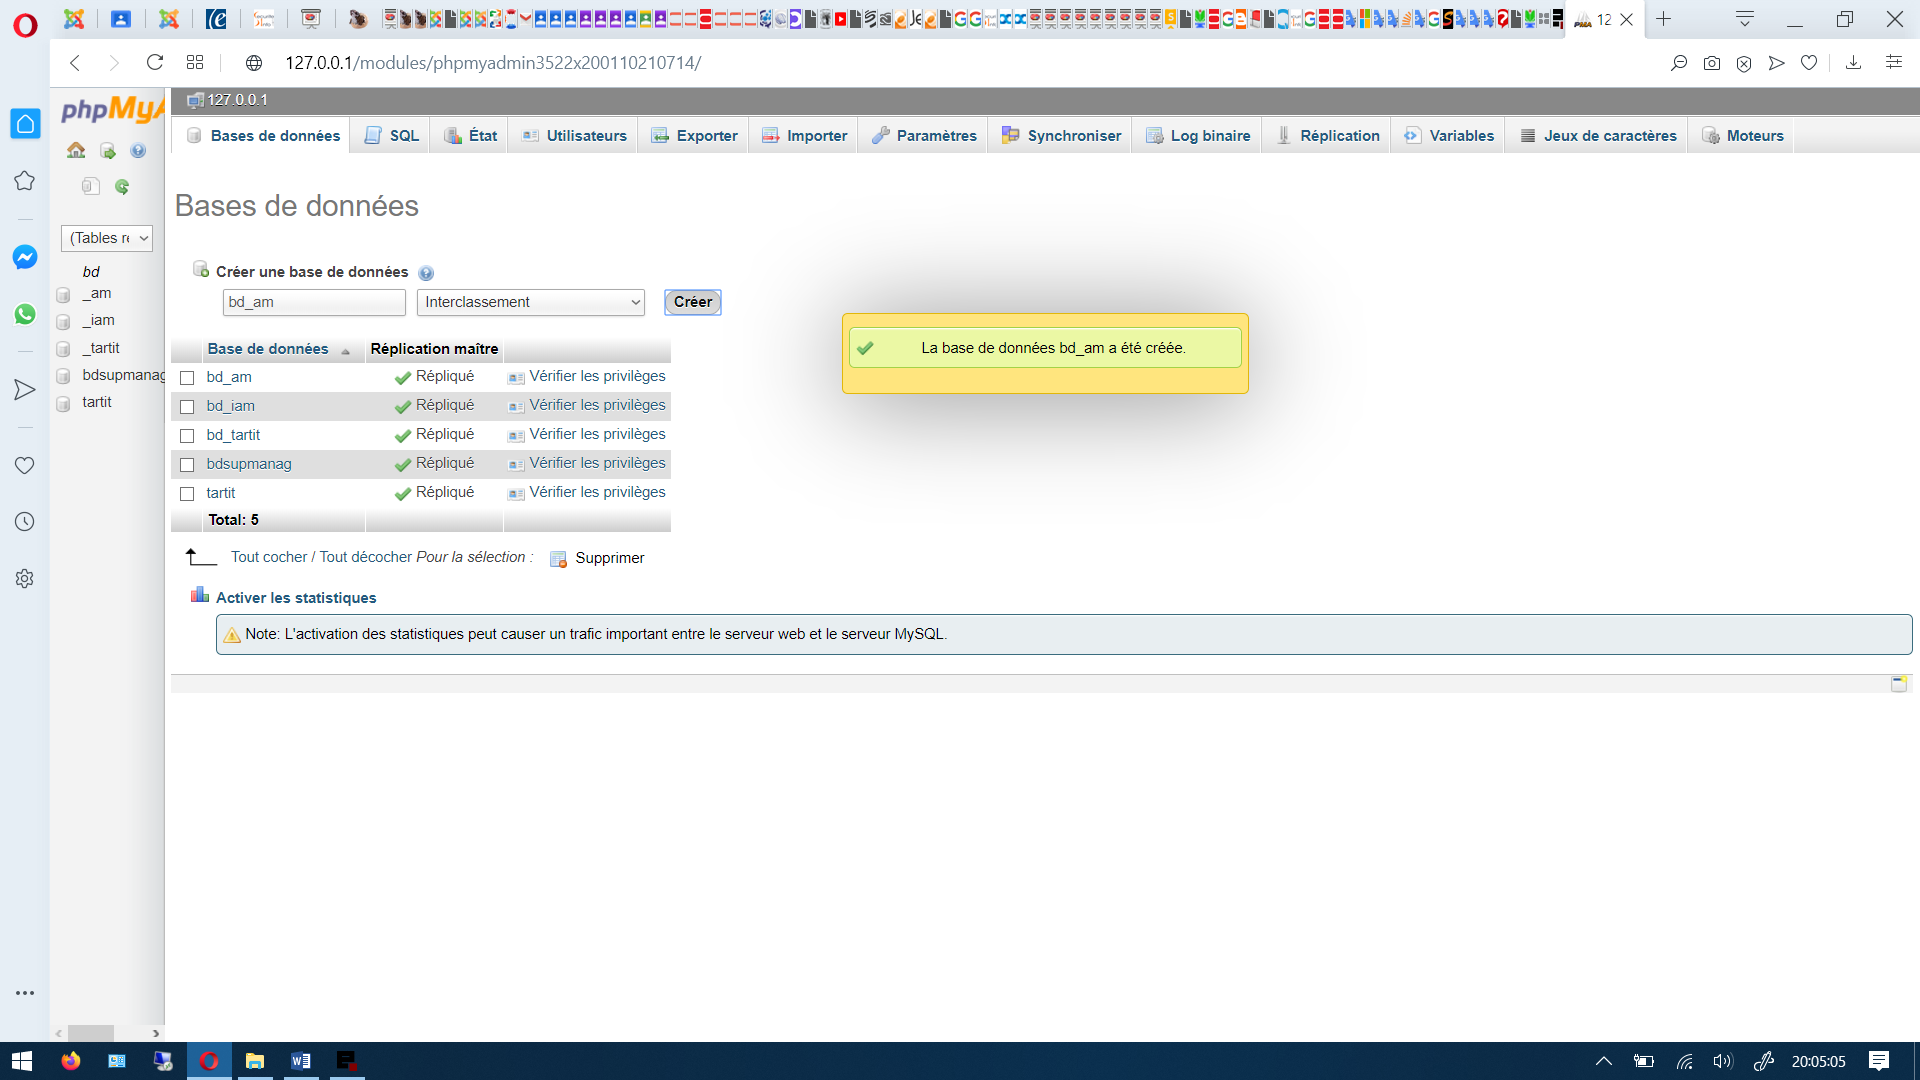 12
127.0.0.1/modules/phpmyadmin3522x200110210714/
phpMyA
127.0.0.1
Bases de données
SQL
État
Utilisateurs
Exporter
Importer
Paramètres
Synchroniser
Log binaire
Réplication
Variables
Jeux de caractères
Moteurs
(Tables re
bd
_am
_iam
_tartit
bdsupmanag
tartit
Bases de données
Créer une base de données
bd_am Interclassement Créer
La base de données bd_am a été créée.
Base de données Réplication maître
bd_am Répliqué Vérifier les privilèges
bd_iam Répliqué Vérifier les privilèges
bd_tartit Répliqué Vérifier les privilèges
bdsupmanag Répliqué Vérifier les privilèges
tartit Répliqué Vérifier les privilèges
Total: 5
Tout cocher / Tout décocher Pour la sélection : Supprimer
Activer les statistiques
Note: L'activation des statistiques peut causer un trafic important entre le serveur web et le serveur MySQL.
20:05:05